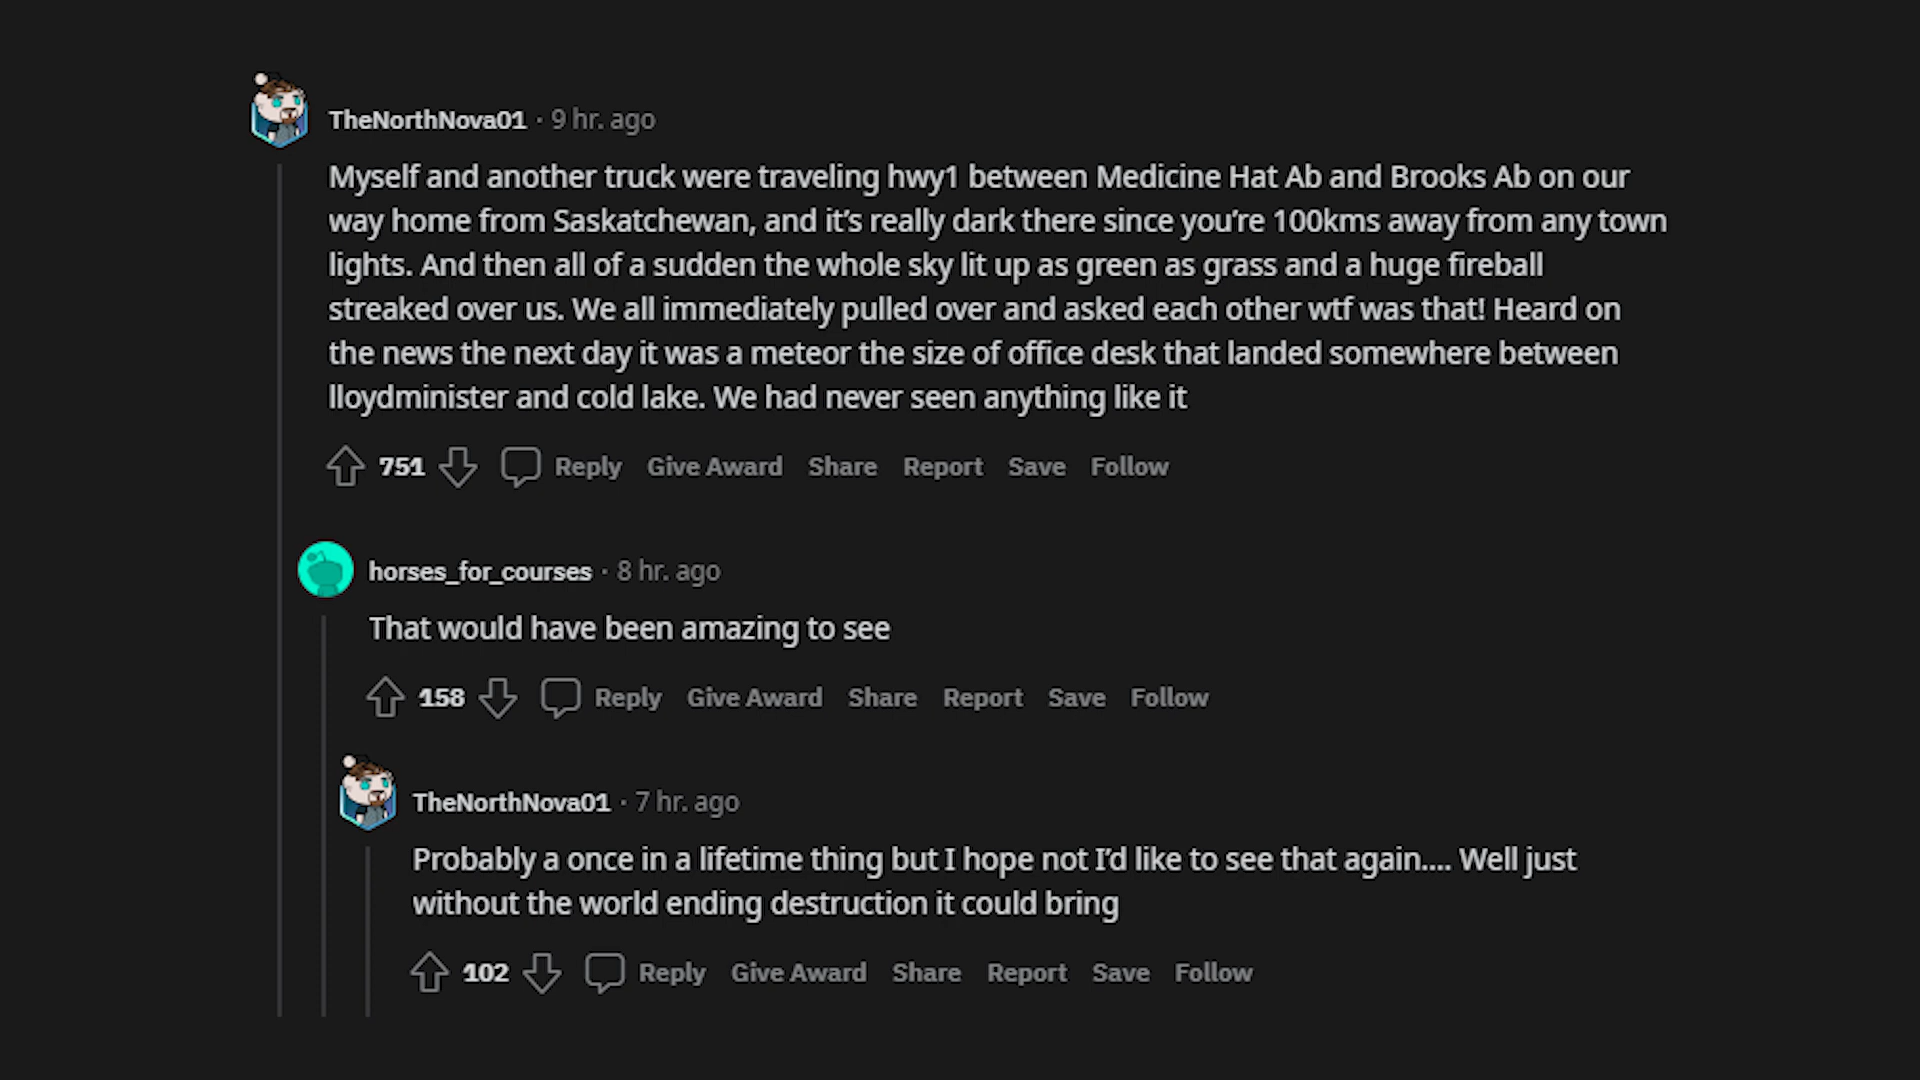 TheNorthNova01 · 9 hr. ago
Myself and another truck were traveling hwy1 between Medicine Hat Ab and Brooks Ab on our
way home from Saskatchewan, and it’s really dark there since you’re 100kms away from any town
lights. And then all of a sudden the whole sky lit up as green as grass and a huge fireball
streaked over us. We all immediately pulled over and asked each other wtf was that! Heard on
the news the next day it was a meteor the size of office desk that landed somewhere between
lloydminister and cold lake. We had never seen anything like it
751 Reply Give Award Share Report Save Follow
horses_for_courses · 8 hr. ago
That would have been amazing to see
158 Reply Give Award Share Report Save Follow
TheNorthNova01 · 7 hr. ago
Probably a once in a lifetime thing but I hope not I’d like to see that again.... Well just
without the world ending destruction it could bring
102 Reply Give Award Share Report Save Follow